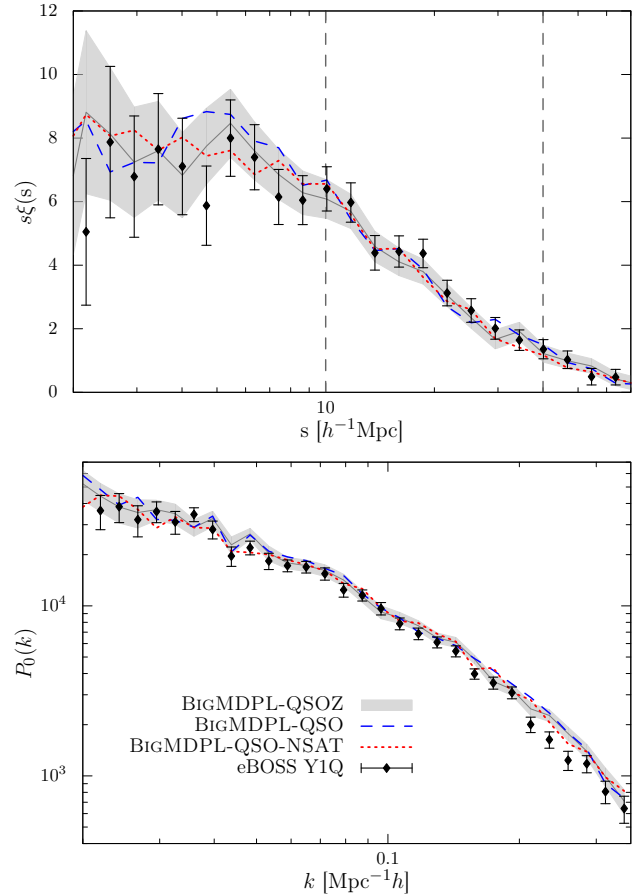 12
10
8
6
4
2
0
sξ(s)
10
s [h⁻¹Mpc]
10⁴
10³
P₀(k)
BIGMDPL-QSOZ
BIGMDPL-QSO
BIGMDPL-QSO-NSAT
eBOSS Y1Q
0.1
k [Mpc⁻¹h]